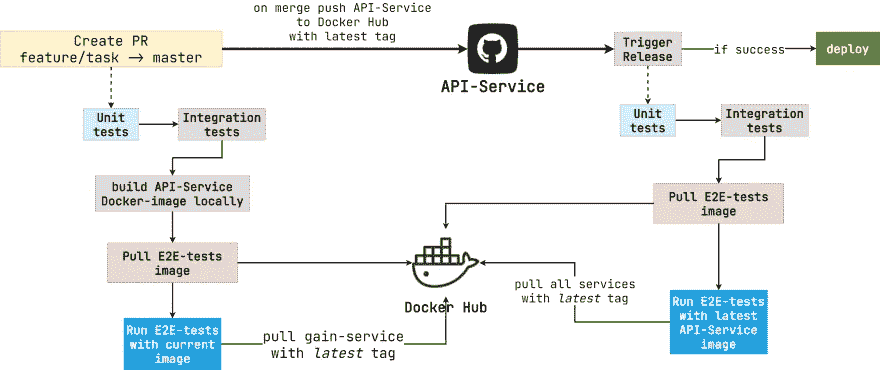 on merge push API-Service
to Docker Hub
with latest tag
Create PR
feature/task -> master
API-Service
Trigger
Release
if success
deploy
Unit
tests
Integration
tests
Unit
tests
Integration
tests
build API-Service
Docker-image locally
Pull E2E-tests
image
Pull E2E-tests
image
Docker Hub
pull all services
with latest tag
Run E2E-tests
with current
image
pull gain-service
with latest tag
Run E2E-tests
with latest
API-Service
image